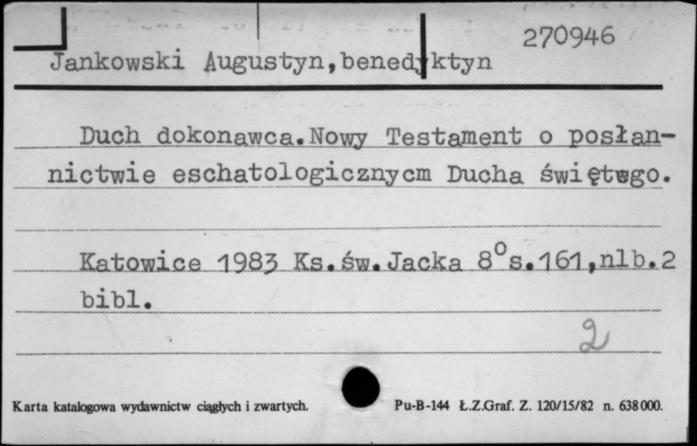 270946
Jankowski Augustyn,benedyktyn
Duch dokonawca.Nowy Testament o posłan-
nictwie eschatologicznycm Ducha świętego.
Katowice 1983 Ks.św.Jacka 8° s.161,nlb.2
bibl.
2
Karta katalogowa wydawnictw ciągłych i zwartych. Pu-B-144 Ł.Z.Graf. Z. 120/15/82 n. 638000.